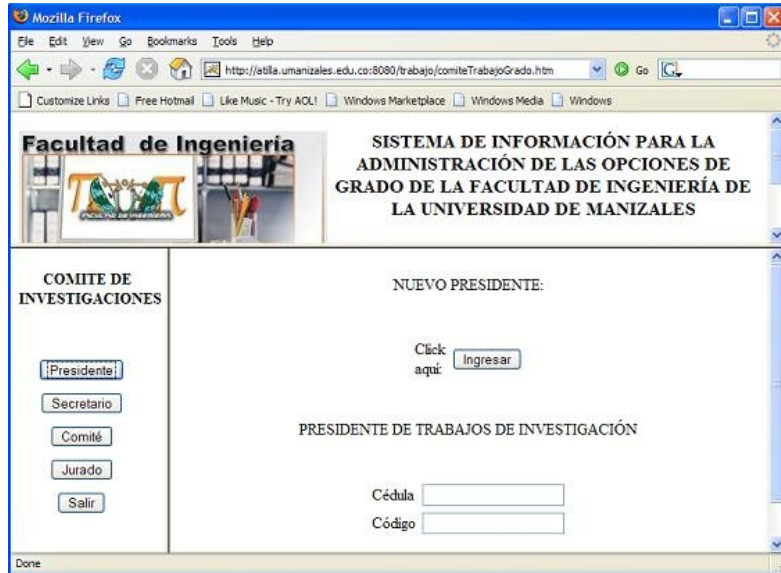 Mozilla Firefox
File Edit View Go Bookmarks Tools Help
http://atila.umanizales.edu.co:8080/trabajo/comiteTrabajoGrado.htm Go
Customize Links Free Hotmail Like Music - Try AOL! Windows Marketplace Windows Media Windows
Facultad de Ingeniería
FACULTAD DE INGENIERIA
SISTEMA DE INFORMACIÓN PARA LA
ADMINISTRACIÓN DE LAS OPCIONES DE
GRADO DE LA FACULTAD DE INGENIERÍA DE
LA UNIVERSIDAD DE MANIZALES
COMITE DE
INVESTIGACIONES
Presidente
Secretario
Comité
Jurado
Salir
NUEVO PRESIDENTE:
Click
aquí:
Ingresar
PRESIDENTE DE TRABAJOS DE INVESTIGACIÓN
Cédula
Código
Done